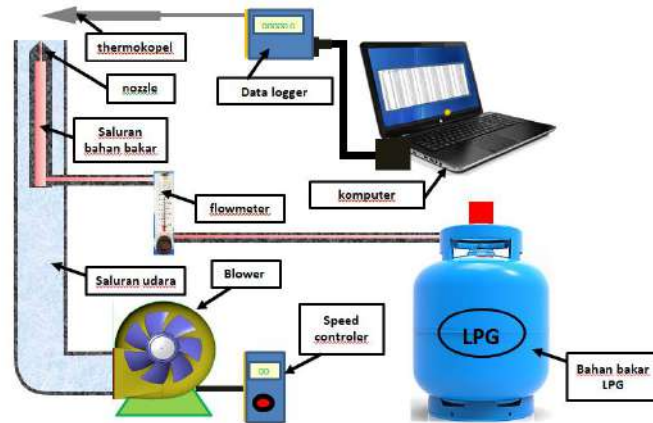 thermokopel
nozzle
Data logger
Saluran
bahan bakar
komputer
flowmeter
Saluran udara
Blower
Speed
controler
LPG
Bahan bakar
LPG